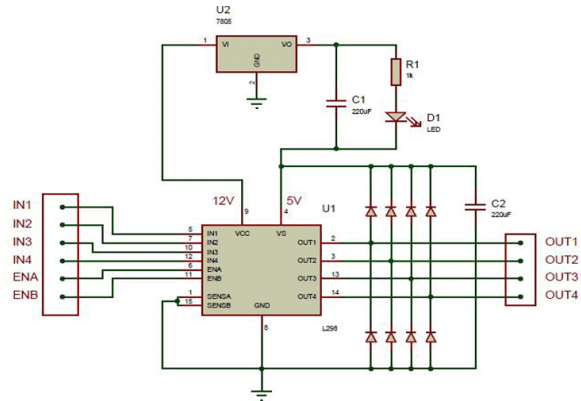 U2
7805
1 VI VO 3
GND
2
R1
1k
C1
220uF
D1
LED
12V 5V
9 4
U1
C2
220uF
IN1
IN2
IN3
IN4
ENA
ENB
5 IN1
7 IN2
10 IN3
12 IN4
6 ENA
11 ENB
1 SENSA
15 SENSB
VCC VS
OUT1 2
OUT2 3
OUT3 13
OUT4 14
GND
8
L298
OUT1
OUT2
OUT3
OUT4